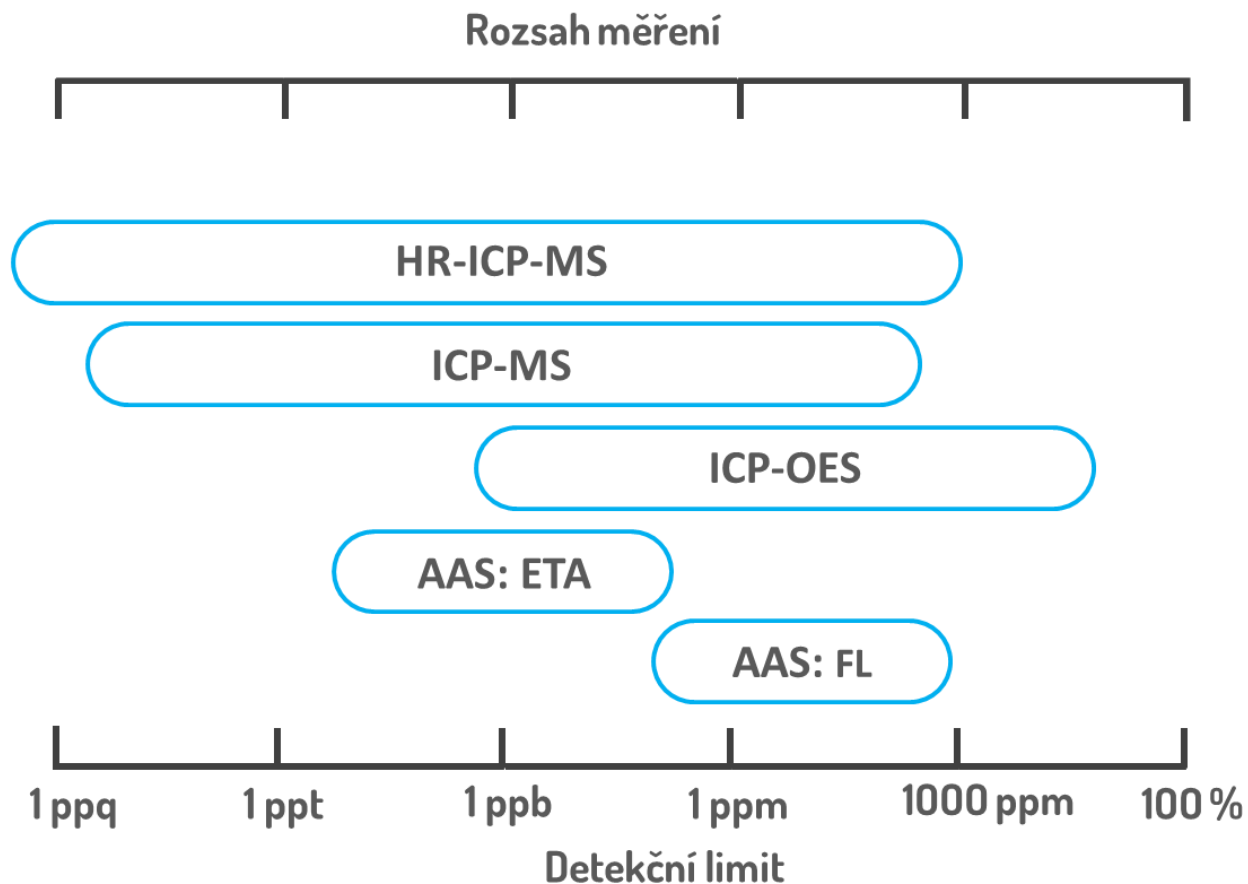 Rozsah měření
HR-ICP-MS
ICP-MS
ICP-OES
AAS: ETA
AAS: FL
1 ppq 1 ppt 1 ppb 1 ppm 1000 ppm 100 %
Detekční limit